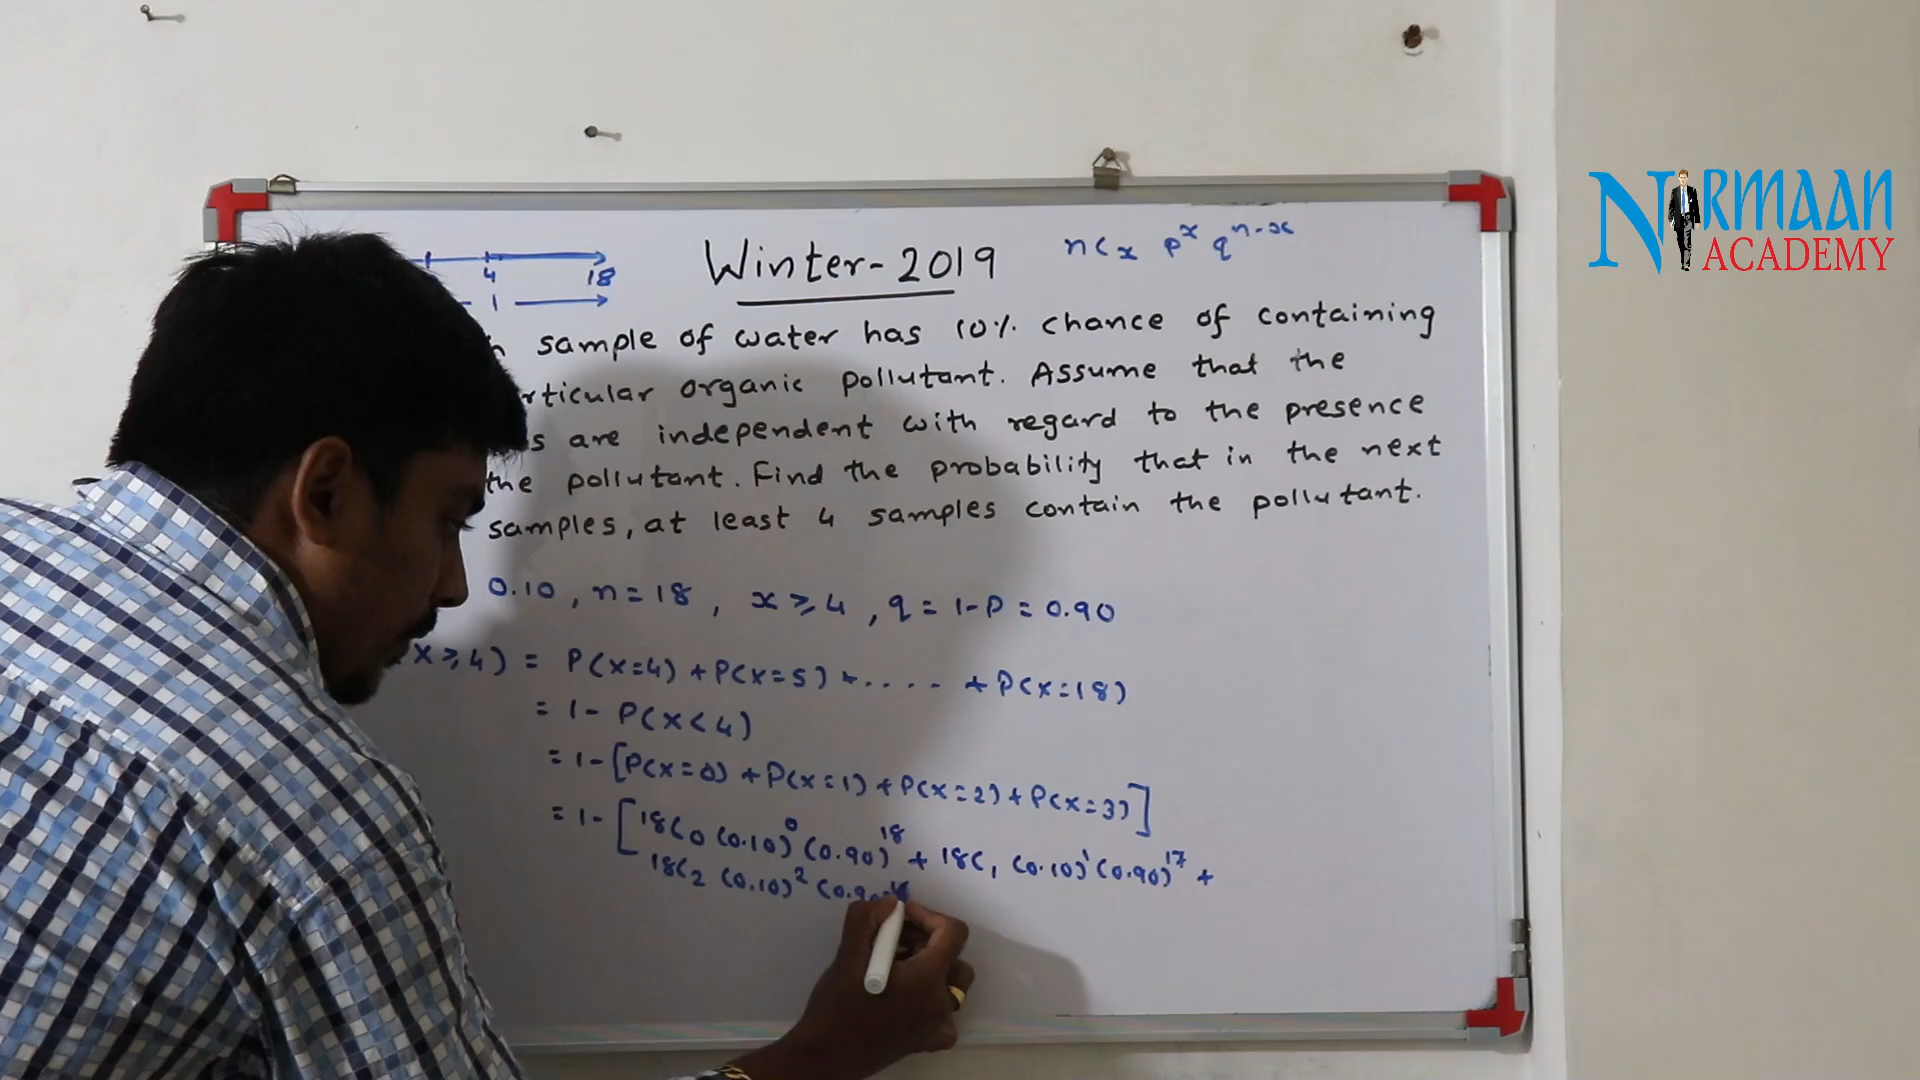 NIRMAAN
ACADEMY
Winter-2019
nCx p^x q^n-x
4 18
1
sample of water has 10% chance of containing
organic pollutant. Assume that the
are independent with regard to the presence
the pollutant. Find the probability that in the next
samples, at least 4 samples contain the pollutant.
0.10, n=18, x≥4, q=1-P=0.90
x≥4) = P(x=4)+P(x=5)+....+P(x=18)
=1-P(x<4)
=1-[P(x=0)+P(x=1)+P(x=2)+P(x=3)]
=1-[18C0 (0.10)^0 (0.90)^18 + 18C1 (0.10)^1 (0.90)^17 +
18C2 (0.10)^2